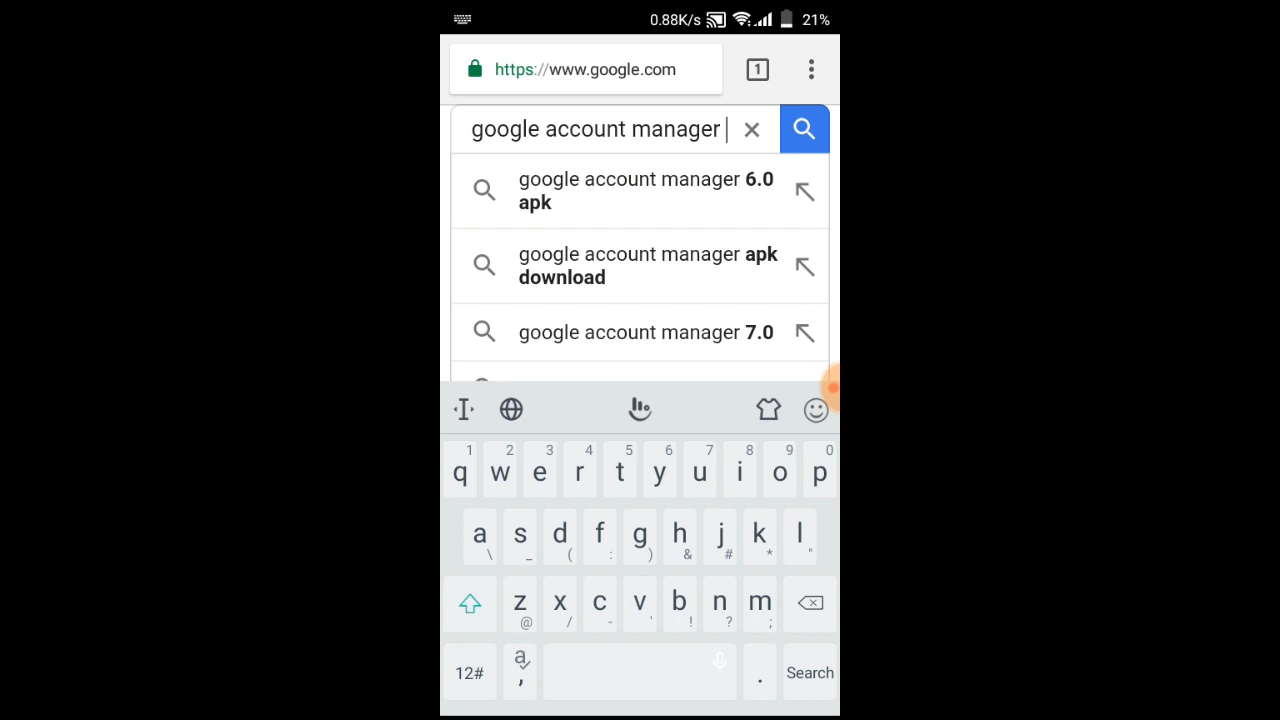 0.88K/s 21%
https://www.google.com 1
google account manager
google account manager 6.0
apk
google account manager apk
download
google account manager 7.0
1 2 3 4 5 6 7 8 9 0
q w e r t y u i o p
a s d f g h j k l
\ _ ( : ) & # * "
z x c v b n m
@ / - ' ! ? ;
12# a , . Search